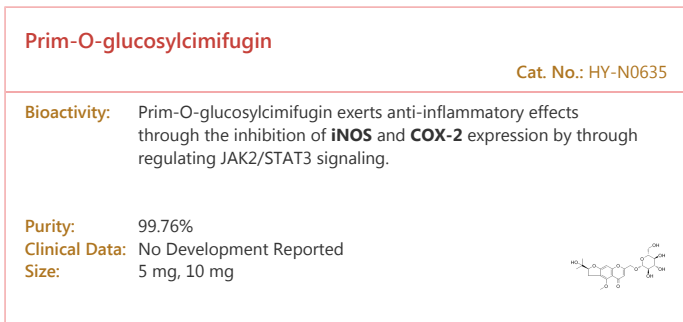 Prim-O-glucosylcimifugin
Cat. No.: HY-N0635
Bioactivity: Prim-O-glucosylcimifugin exerts anti-inflammatory effects
through the inhibition of iNOS and COX-2 expression by through
regulating JAK2/STAT3 signaling.
Purity: 99.76%
Clinical Data: No Development Reported
Size: 5 mg, 10 mg